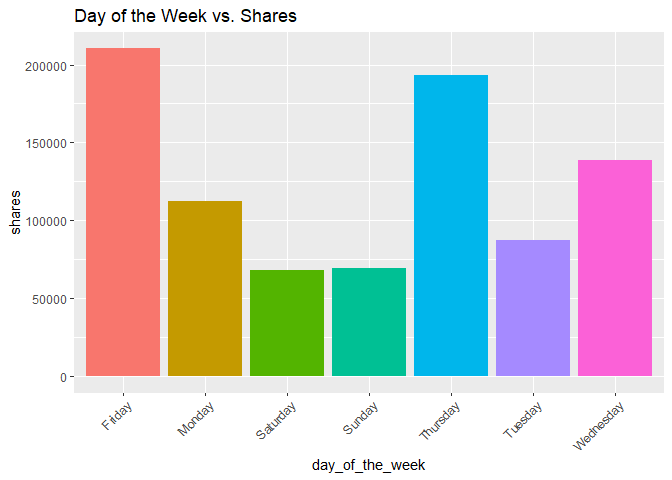 Day of the Week vs. Shares
shares
200000
150000
100000
50000
0
Friday
Monday
Saturday
Sunday
Thursday
Tuesday
Wednesday
day_of_the_week